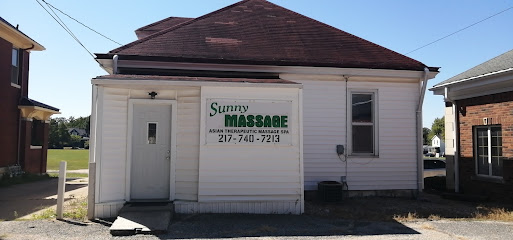 Sunny
MASSAGE
ASIAN THERAPEUTIC MASSAGE SPA
217-740-7213